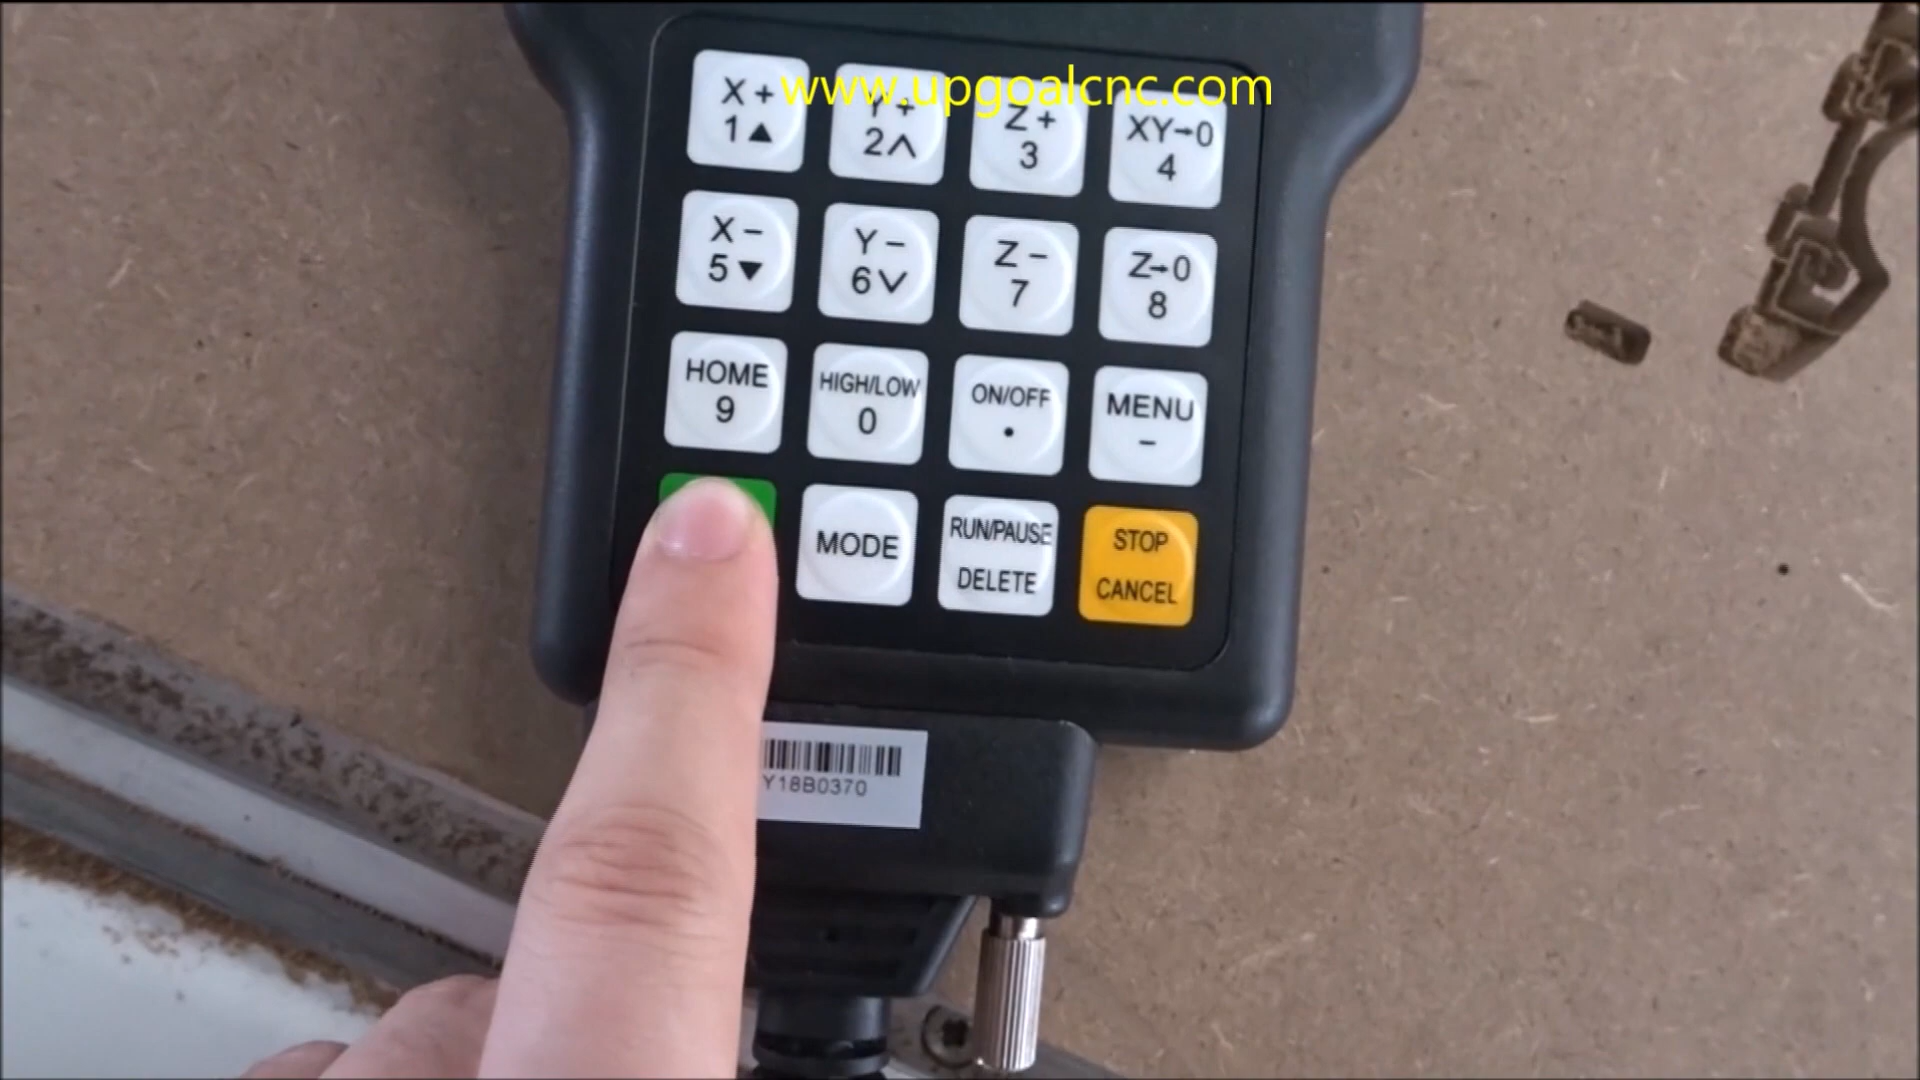 www.upgoalcnc.com
X+
1▲
Y+
2∧
Z+
3
XY→0
4
X−
5▼
Y−
6∨
Z−
7
Z→0
8
HOME
9
HIGH/LOW
0
ON/OFF
•
MENU
−
MODE
RUN/PAUSE
DELETE
STOP
CANCEL
Y18B0370